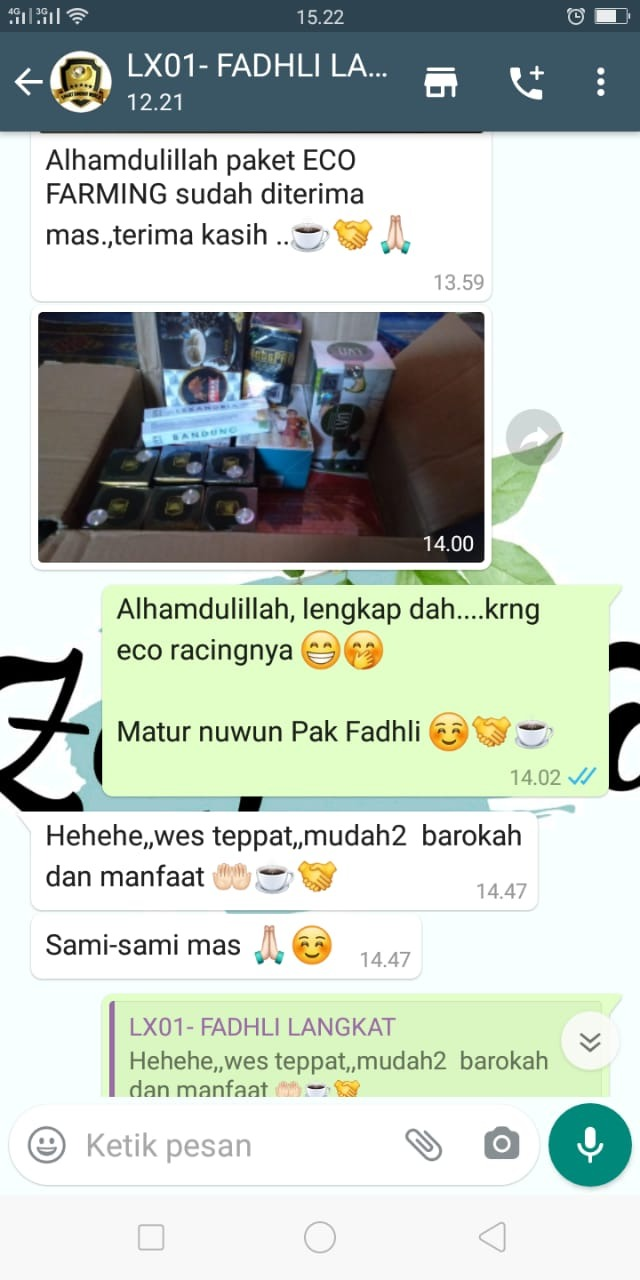 4G 3G 15.22
LX01- FADHLI LA...
12.21
Alhamdulillah paket ECO
FARMING sudah diterima
mas.,terima kasih ..☕🤝🙏
13.59
BANDUNG
14.00
Alhamdulillah, lengkap dah....krng
eco racingnya 😁🤭
Matur nuwun Pak Fadhli ☺️🤝☕
14.02
Hehehe,,wes teppat,,mudah2 barokah
dan manfaat 🤲☕🤝
14.47
Sami-sami mas 🙏☺️
14.47
LX01- FADHLI LANGKAT
Hehehe,,wes teppat,,mudah2 barokah
dan manfaat 🤲☕🤝
Ketik pesan